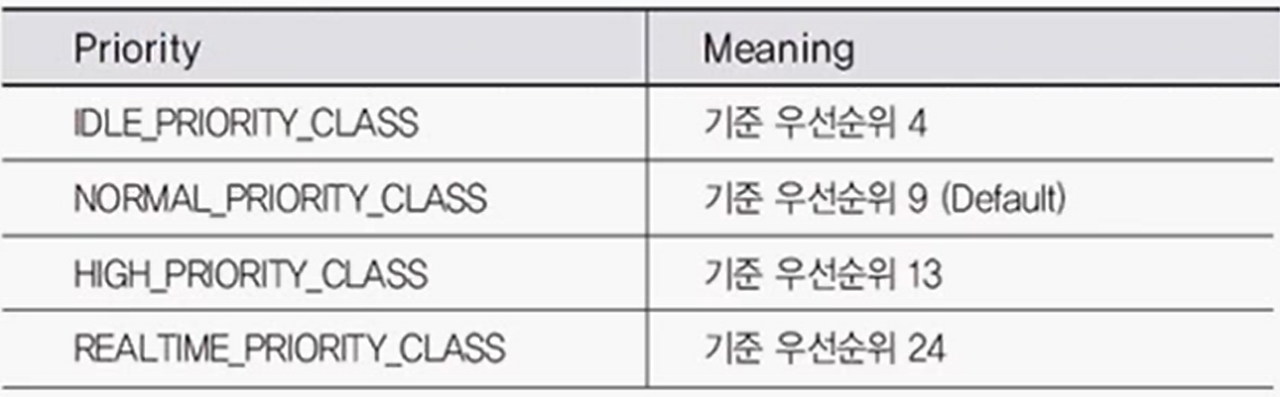 Priority Meaning
IDLE_PRIORITY_CLASS 기준 우선순위 4
NORMAL_PRIORITY_CLASS 기준 우선순위 9 (Default)
HIGH_PRIORITY_CLASS 기준 우선순위 13
REALTIME_PRIORITY_CLASS 기준 우선순위 24